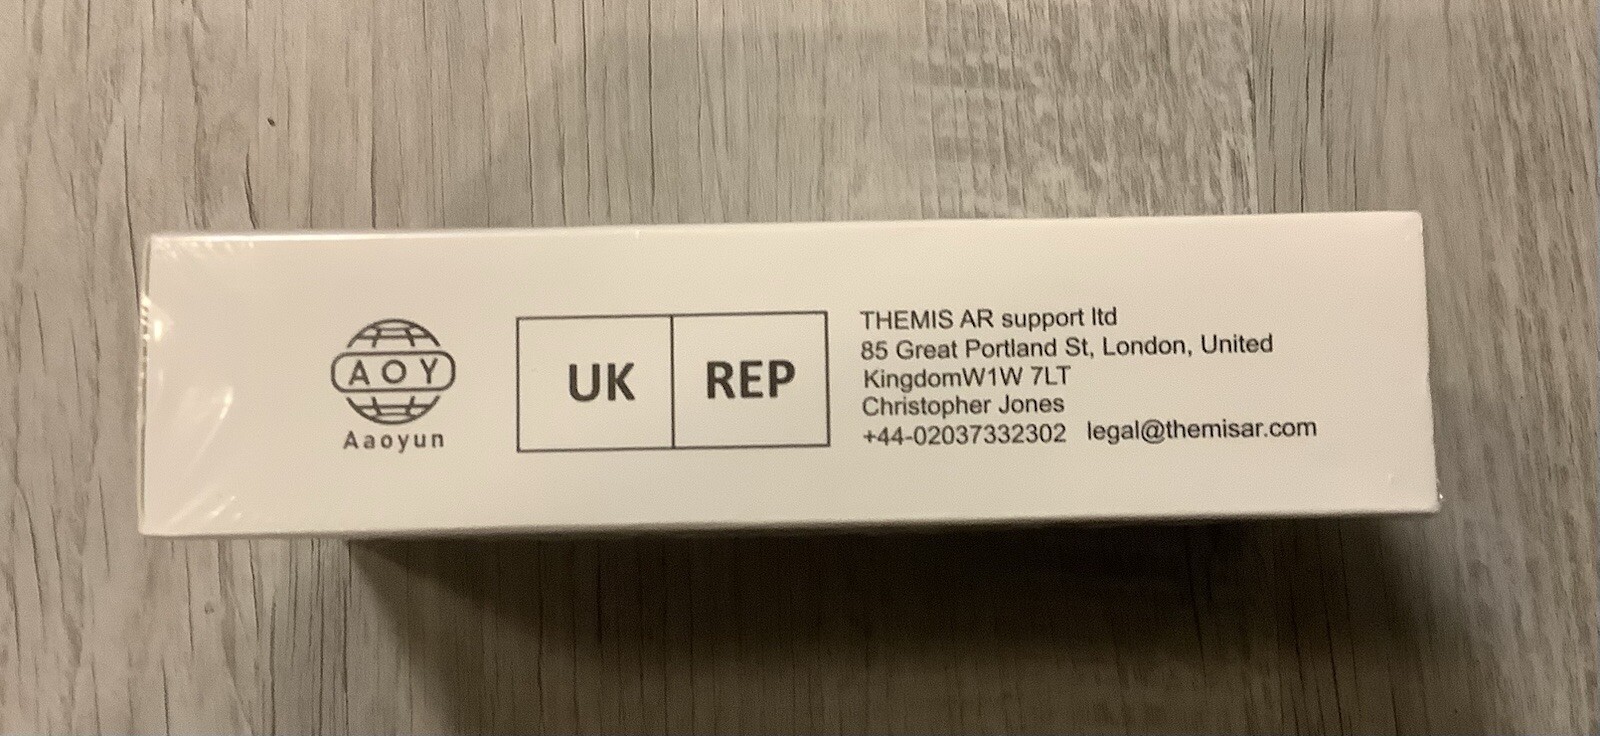 AOY
Aaoyun
UK REP
THEMIS AR support ltd
85 Great Portland St, London, United
KingdomW1W 7LT
Christopher Jones
+44-02037332302 legal@themisar.com